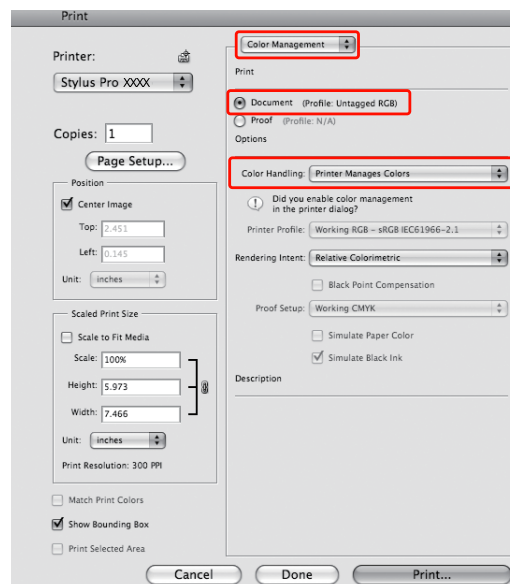 Print
Printer:
Stylus Pro XXXX
Copies: 1
Page Setup...
Position
Center Image
Top: 2.451
Left: 0.145
Unit: inches
Scaled Print Size
Scale to Fit Media
Scale: 100%
Height: 5.973
Width: 7.466
Unit: inches
Print Resolution: 300 PPI
Match Print Colors
Show Bounding Box
Print Selected Area
Color Management
Print
Document (Profile: Untagged RGB)
Proof (Profile: N/A)
Options
Color Handling: Printer Manages Colors
Did you enable color management
in the printer dialog?
Printer Profile: Working RGB - sRGB IEC61966-2.1
Rendering Intent: Relative Colorimetric
Black Point Compensation
Proof Setup: Working CMYK
Simulate Paper Color
Simulate Black Ink
Description
Cancel
Done
Print...